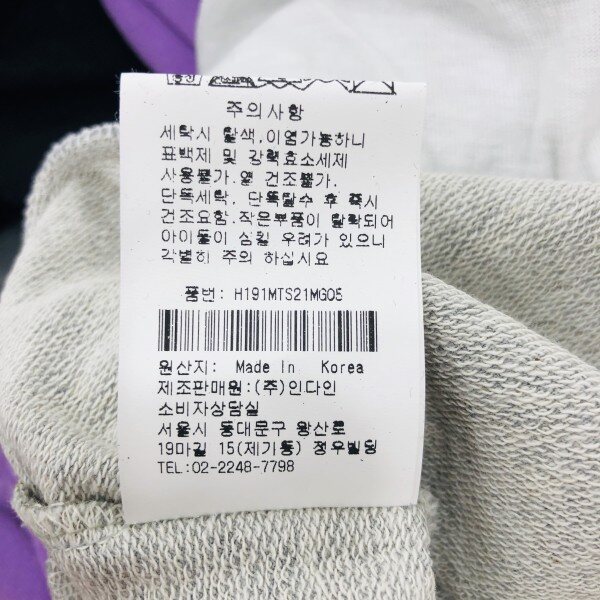 주의사항
세탁시 탈색,이염가능하니
표백제 및 강력효소세제
사용불가.열 건조불가.
단독세탁, 단독탈수 후 즉시
건조요함.작은부품이 탈락되어
아이들이 삼킬 우려가 있으니
각별히 주의 하십시요
품번: H191MTS21MG05
원산지: Made In Korea
제조판매원:(주)인다인
소비자상담실
서울시 동대문구 왕산로
19마길 15(제기동) 정우빌딩
TEL:02-2248-7798